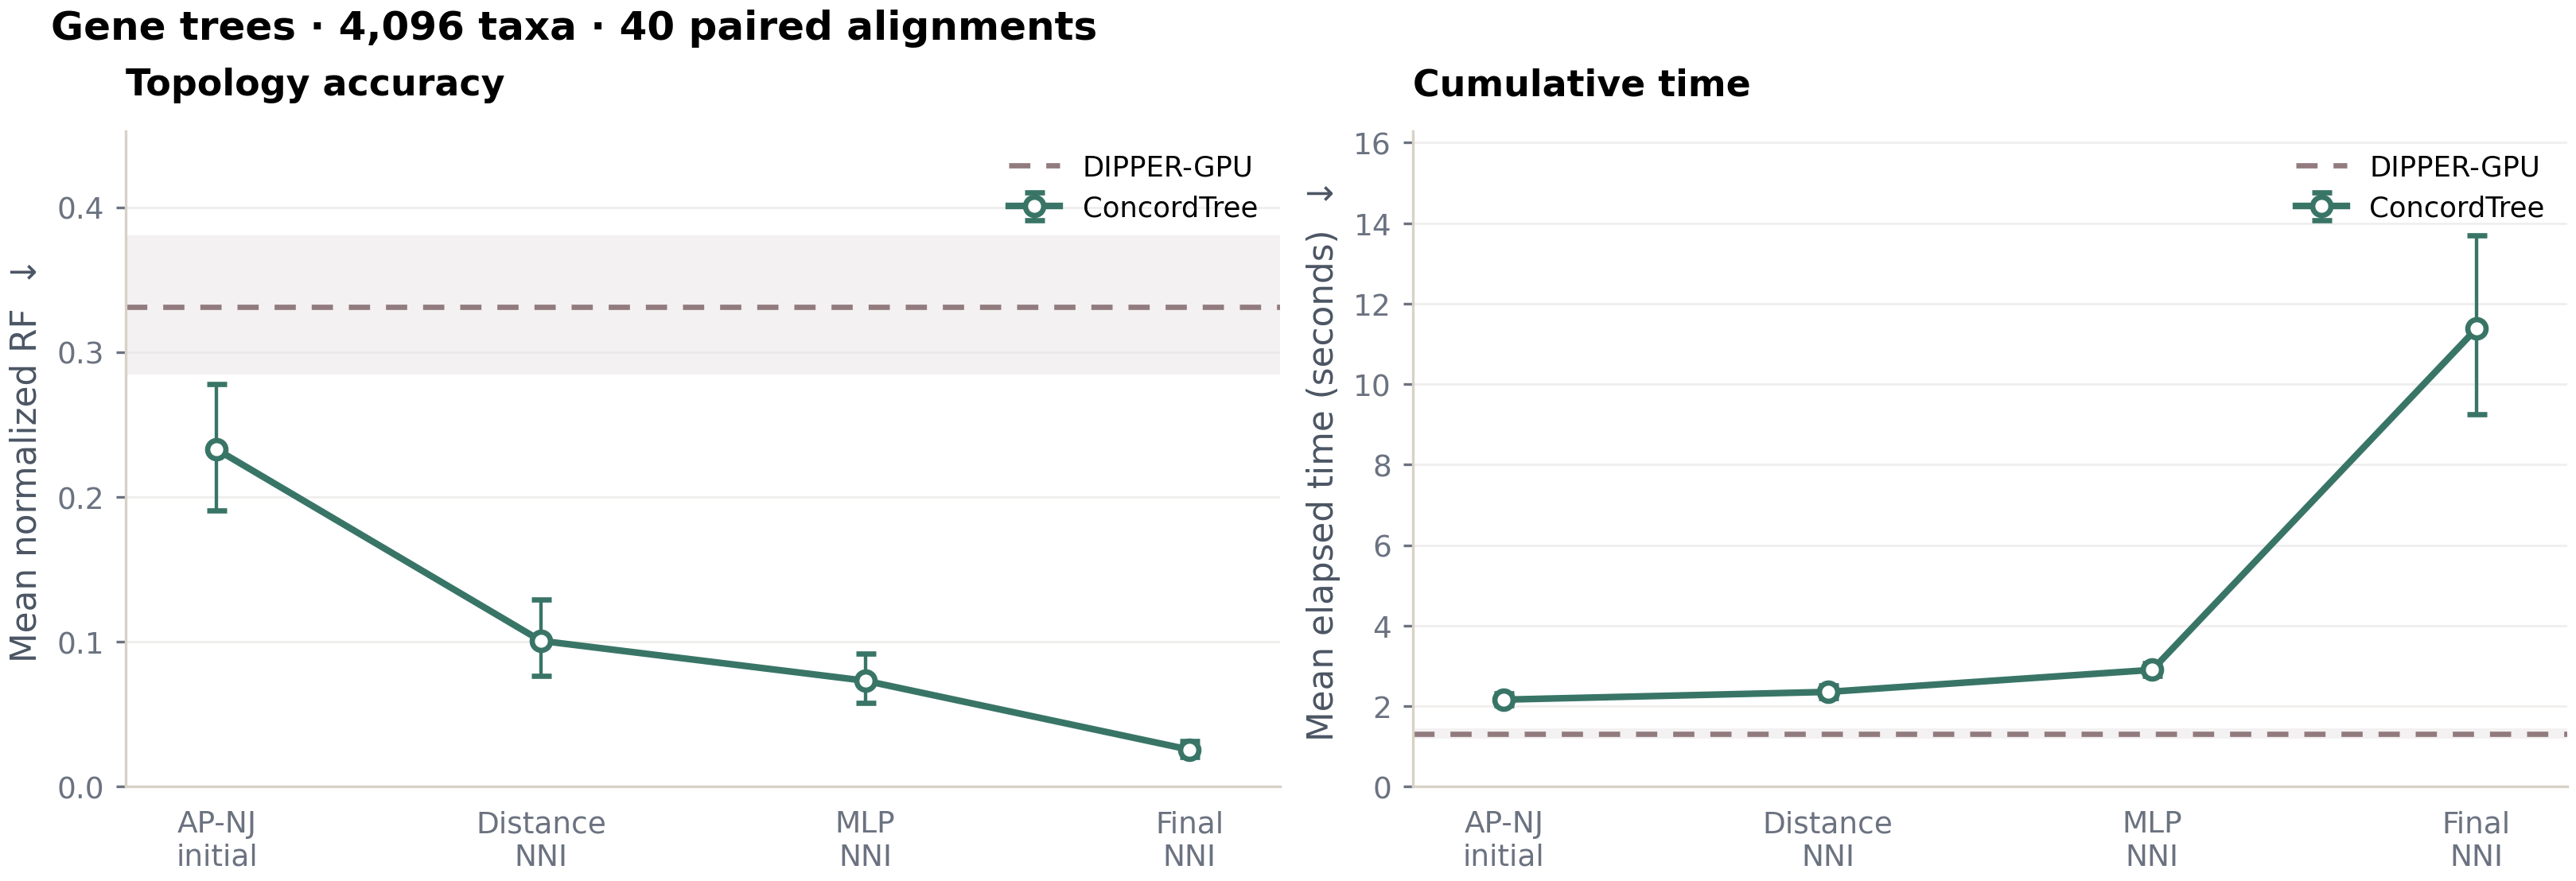 Gene trees · 4,096 taxa · 40 paired alignments
Topology accuracy
Mean normalized RF ↓
0.4
0.3
0.2
0.1
0.0
DIPPER-GPU
ConcordTree
AP-NJ
initial
Distance
NNI
MLP
NNI
Final
NNI
Cumulative time
Mean elapsed time (seconds) ↓
16
14
12
10
8
6
4
2
0
DIPPER-GPU
ConcordTree
AP-NJ
initial
Distance
NNI
MLP
NNI
Final
NNI